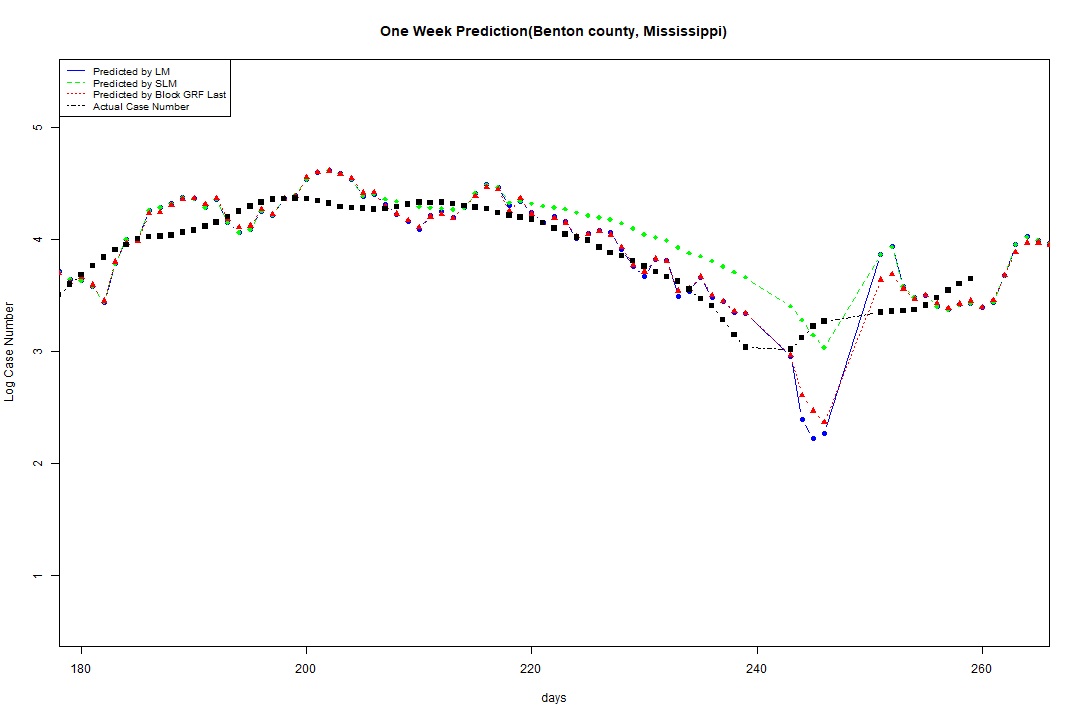 One Week Prediction(Benton county, Mississippi)
Predicted by LM
Predicted by SLM
Predicted by Block GRF Last
Actual Case Number
5
4
3
2
1
Log Case Number
180 200 220 240 260
days